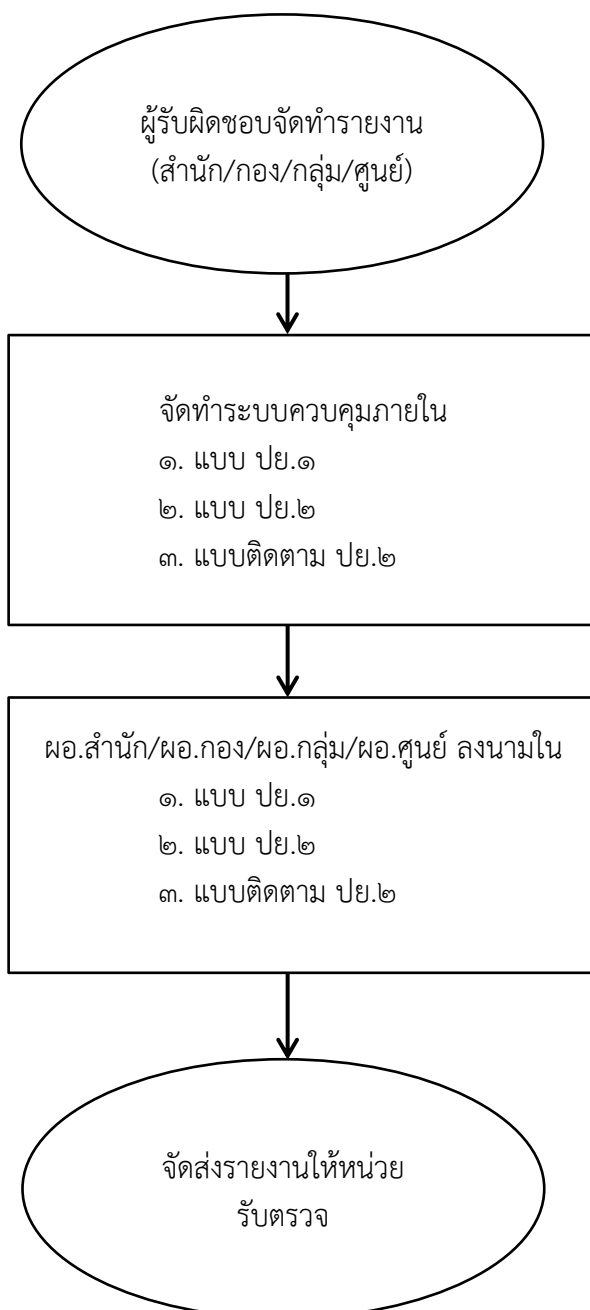 ผู้รับผิดชอบจัดทำรายงาน
(สำนัก/กอง/กลุ่ม/ศูนย์)
จัดทำระบบควบคุมภายใน
๑. แบบ ปย.๑
๒. แบบ ปย.๒
๓. แบบติดตาม ปย.๒
ผอ.สำนัก/ผอ.กอง/ผอ.กลุ่ม/ผอ.ศูนย์ ลงนามใน
๑. แบบ ปย.๑
๒. แบบ ปย.๒
๓. แบบติดตาม ปย.๒
จัดส่งรายงานให้หน่วย
รับตรวจ